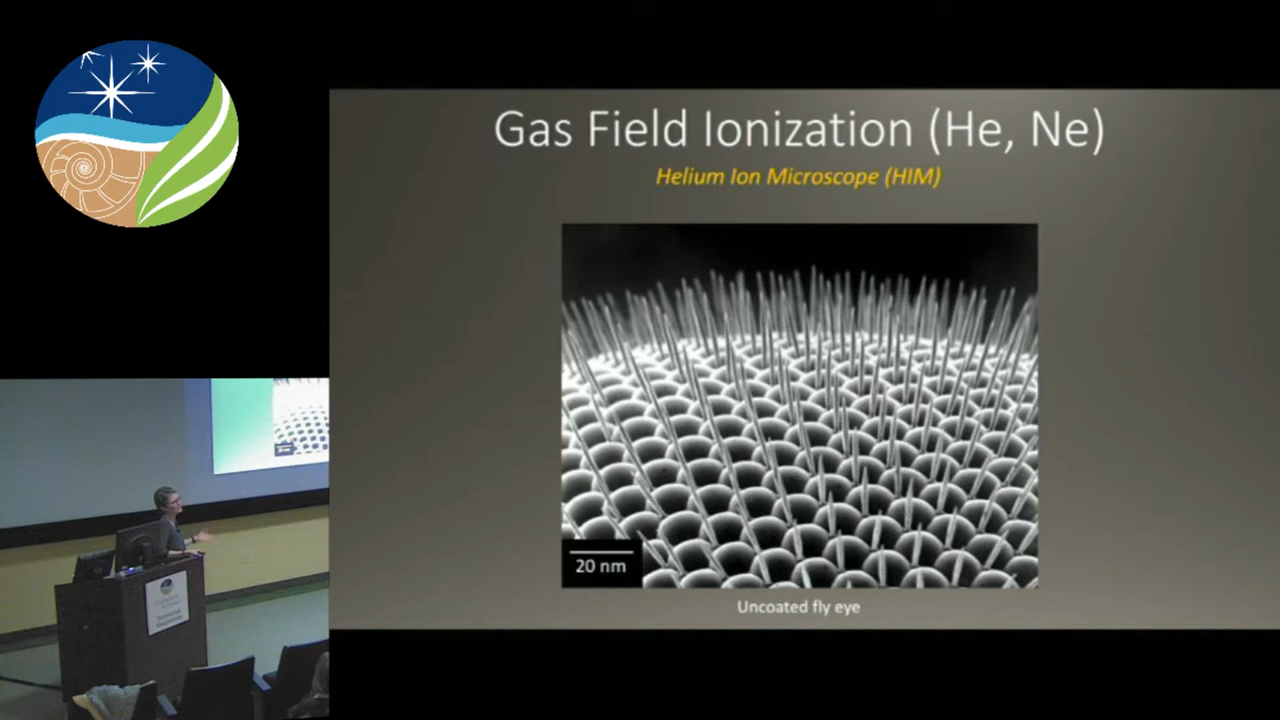 Gas Field Ionization (He, Ne)
Helium Ion Microscope (HIM)
20 nm
Uncoated fly eye